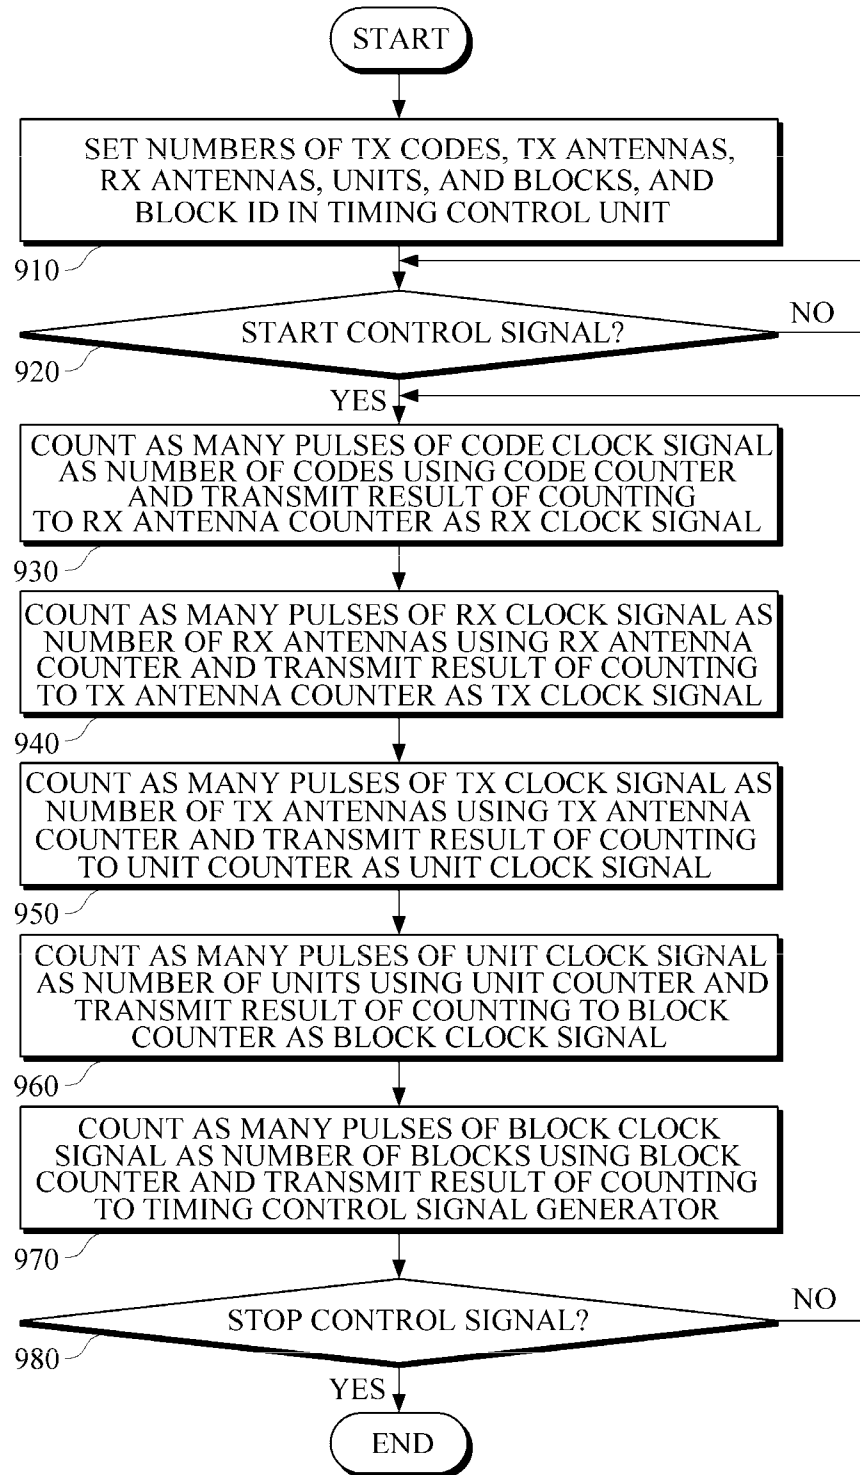 START
SET NUMBERS OF TX CODES, TX ANTENNAS,
RX ANTENNAS, UNITS, AND BLOCKS, AND
BLOCK ID IN TIMING CONTROL UNIT
910
START CONTROL SIGNAL?
NO
920
YES
COUNT AS MANY PULSES OF CODE CLOCK SIGNAL
AS NUMBER OF CODES USING CODE COUNTER
AND TRANSMIT RESULT OF COUNTING
TO RX ANTENNA COUNTER AS RX CLOCK SIGNAL
930
COUNT AS MANY PULSES OF RX CLOCK SIGNAL AS
NUMBER OF RX ANTENNAS USING RX ANTENNA
COUNTER AND TRANSMIT RESULT OF COUNTING
TO TX ANTENNA COUNTER AS TX CLOCK SIGNAL
940
COUNT AS MANY PULSES OF TX CLOCK SIGNAL AS
NUMBER OF TX ANTENNAS USING TX ANTENNA
COUNTER AND TRANSMIT RESULT OF COUNTING
TO UNIT COUNTER AS UNIT CLOCK SIGNAL
950
COUNT AS MANY PULSES OF UNIT CLOCK SIGNAL
AS NUMBER OF UNITS USING UNIT COUNTER AND
TRANSMIT RESULT OF COUNTING TO BLOCK
COUNTER AS BLOCK CLOCK SIGNAL
960
COUNT AS MANY PULSES OF BLOCK CLOCK
SIGNAL AS NUMBER OF BLOCKS USING BLOCK
COUNTER AND TRANSMIT RESULT OF COUNTING
TO TIMING CONTROL SIGNAL GENERATOR
970
STOP CONTROL SIGNAL?
NO
980
YES
END